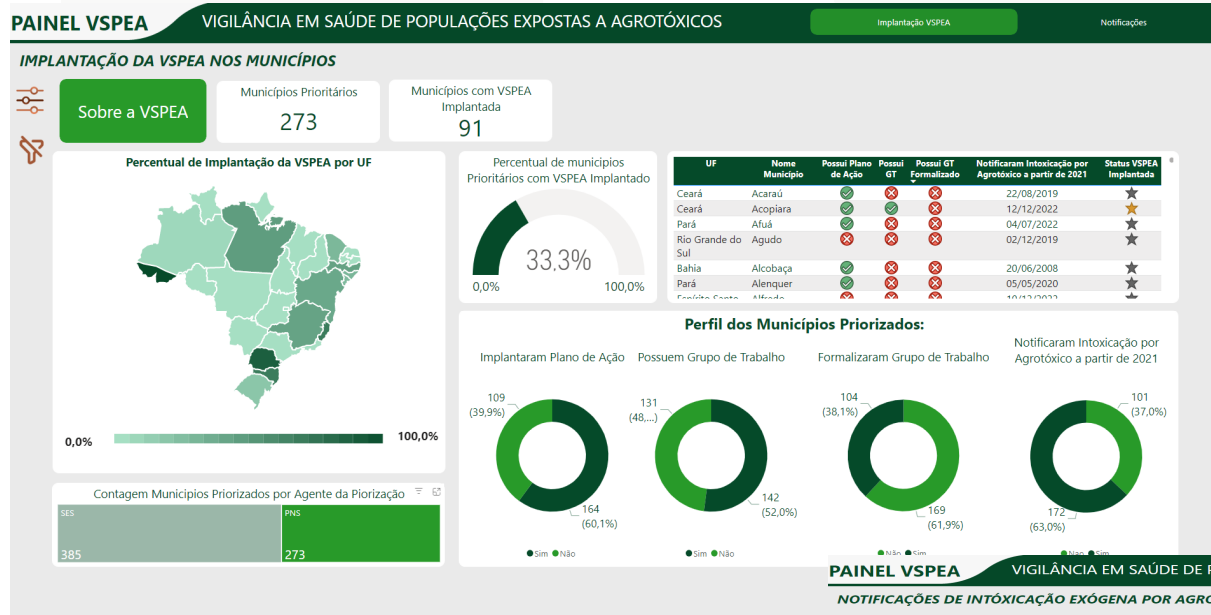 PAINEL VSPEA
VIGILÂNCIA EM SAÚDE DE POPULAÇÕES EXPOSTAS A AGROTÓXICOS
Implantação VSPEA
Notificações
IMPLANTAÇÃO DA VSPEA NOS MUNICÍPIOS
Sobre a VSPEA
Municípios Prioritários
273
Municípios com VSPEA
Implantada
91
Percentual de Implantação da VSPEA por UF
0,0%
100,0%
Percentual de municipios
Prioritários com VSPEA Implantado
33,3%
0,0%
100,0%
UF Nome Município Possui Plano de Ação Possui GT Possui GT Formalizado Notificaram Intoxicação por Agrotóxico a partir de 2021 Status VSPEA Implantada
Ceará Acaraú 22/08/2019
Ceará Acopiara 12/12/2022
Pará Afuá 04/07/2022
Rio Grande do Sul Agudo 02/12/2019
Bahia Alcobaça 20/06/2008
Pará Alenquer 05/05/2020
Espírito Santo Alfredo 10/12/2022
Perfil dos Municípios Priorizados:
Implantaram Plano de Ação
109
(39,9%)
164
(60,1%)
Sim Não
Possuem Grupo de Trabalho
131
(48,...)
142
(52,0%)
Sim Não
Formalizaram Grupo de Trabalho
104
(38,1%)
169
(61,9%)
Não Sim
Notificaram Intoxicação por
Agrotóxico a partir de 2021
101
(37,0%)
172
(63,0%)
Nao Sim
Contagem Municipios Priorizados por Agente da Piorização
SES
385
PNS
273
PAINEL VSPEA
VIGILÂNCIA EM SAÚDE DE
NOTIFICAÇÕES DE INTÓXICAÇÃO EXÓGENA POR AGRO